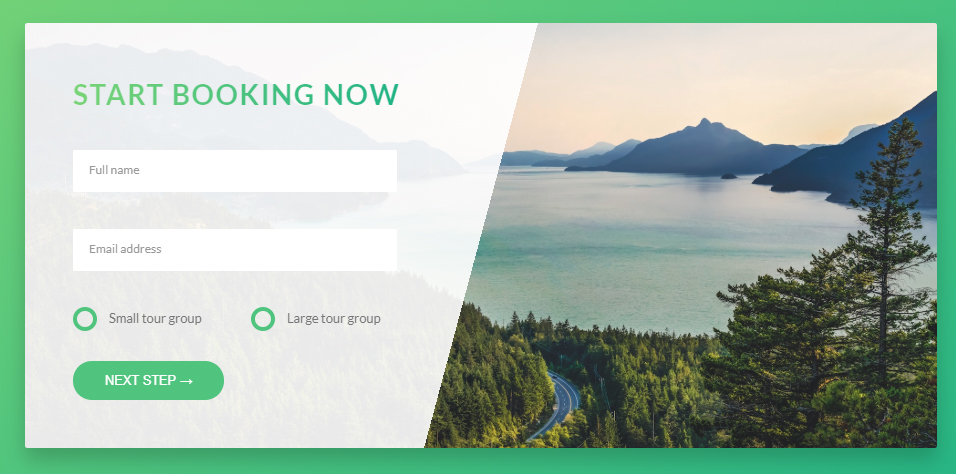 START BOOKING NOW
Full name
Email address
Small tour group
Large tour group
NEXT STEP →